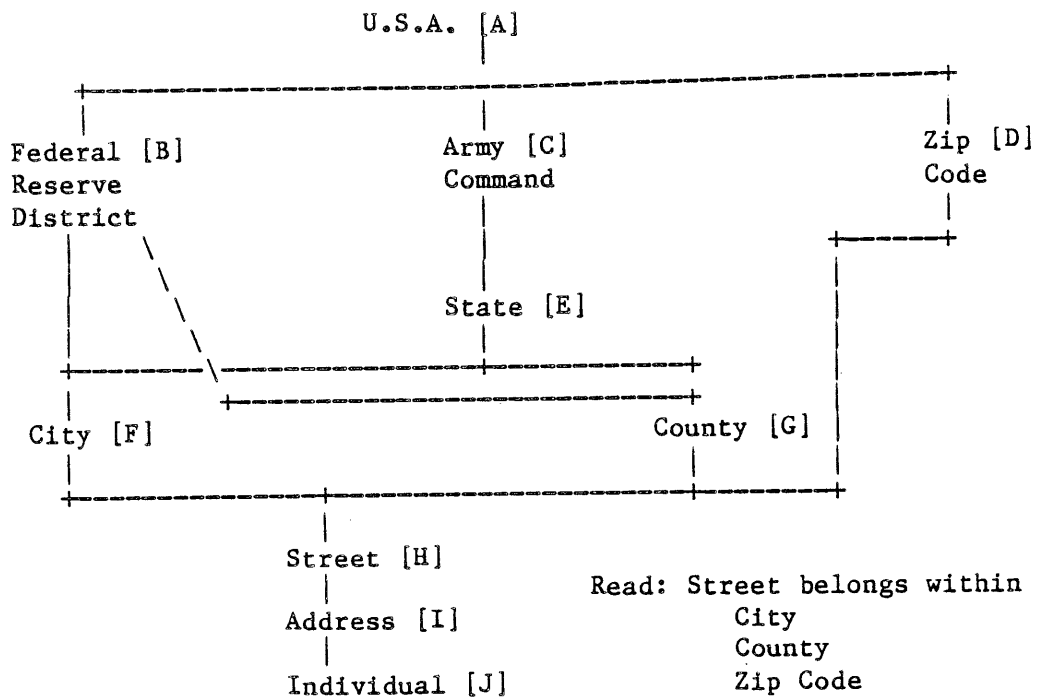 U.S.A. [A]
Federal [B]
Reserve
District
Army [C]
Command
Zip [D]
Code
State [E]
City [F]
County [G]
Street [H]
Address [I]
Individual [J]
Read: Street belongs within
City
County
Zip Code